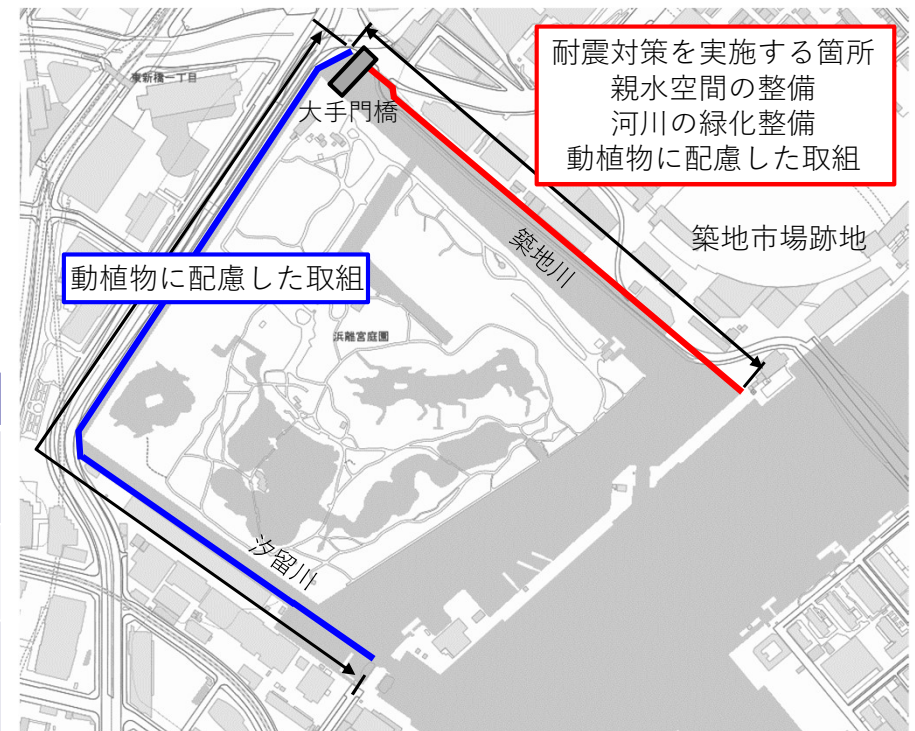 耐震対策を実施する箇所
親水空間の整備
河川の緑化整備
動植物に配慮した取組
東新橋一丁目
大手門橋
築地川
築地市場跡地
動植物に配慮した取組
浜離宮庭園
汐留川